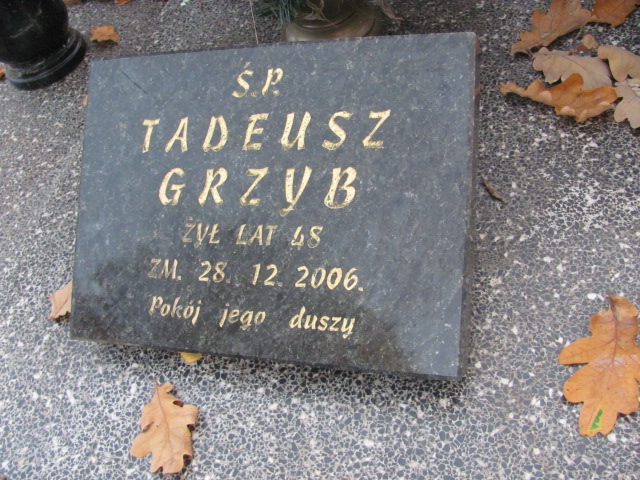 Ś.P.
TADEUSZ
GRZYB
ŻYŁ LAT 48
ZM. 28. 12. 2006.
Pokój jego duszy